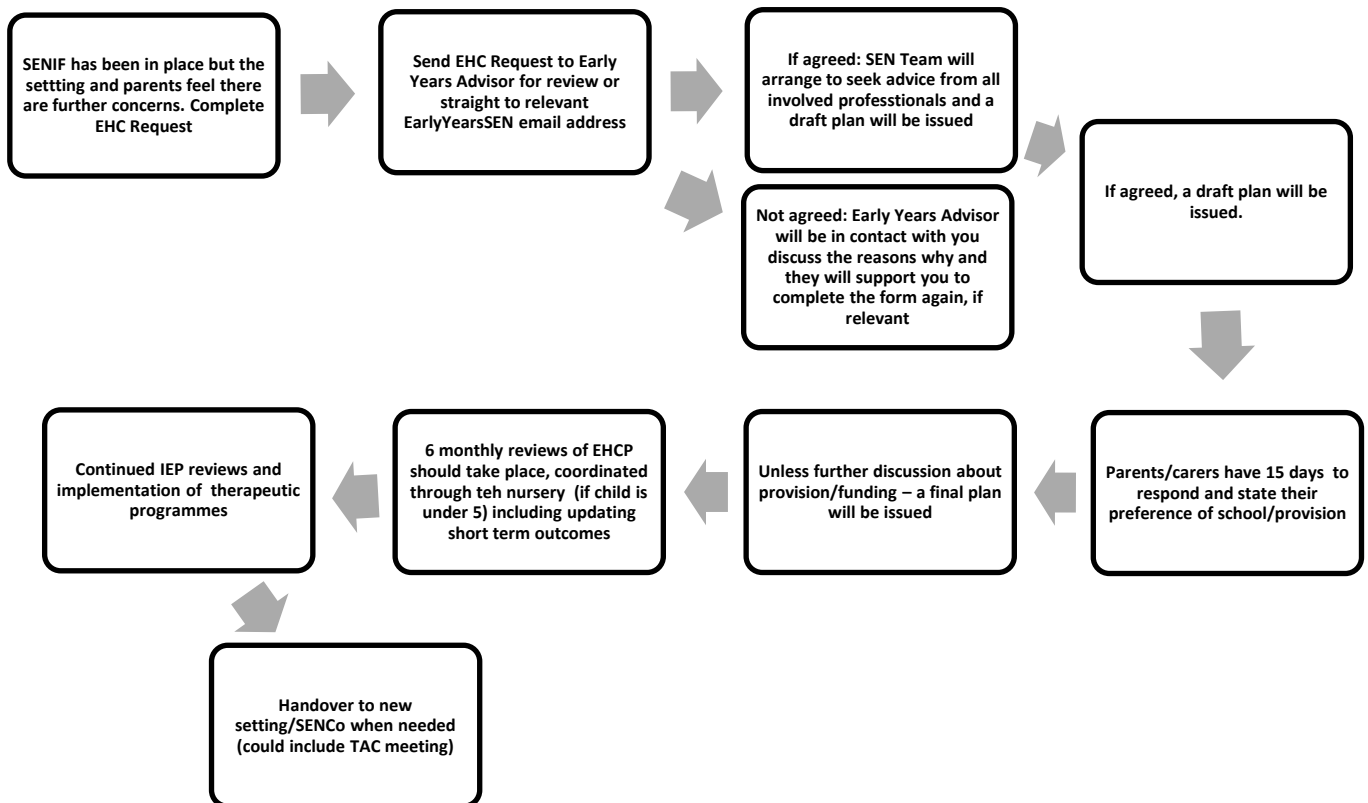 SENIF has been in place but the
settting and parents feel there
are further concerns. Complete
EHC Request
Send EHC Request to Early
Years Advisor for review or
straight to relevant
EarlyYearsSEN email address
If agreed: SEN Team will
arrange to seek advice from all
involved professtionals and a
draft plan will be issued
Not agreed: Early Years Advisor
will be in contact with you
discuss the reasons why and
they will support you to
complete the form again, if
relevant
If agreed, a draft plan will be
issued.
Parents/carers have 15 days to
respond and state their
preference of school/provision
Unless further discussion about
provision/funding – a final plan
will be issued
6 monthly reviews of EHCP
should take place, coordinated
through teh nursery (if child is
under 5) including updating
short term outcomes
Continued IEP reviews and
implementation of therapeutic
programmes
Handover to new
setting/SENCo when needed
(could include TAC meeting)